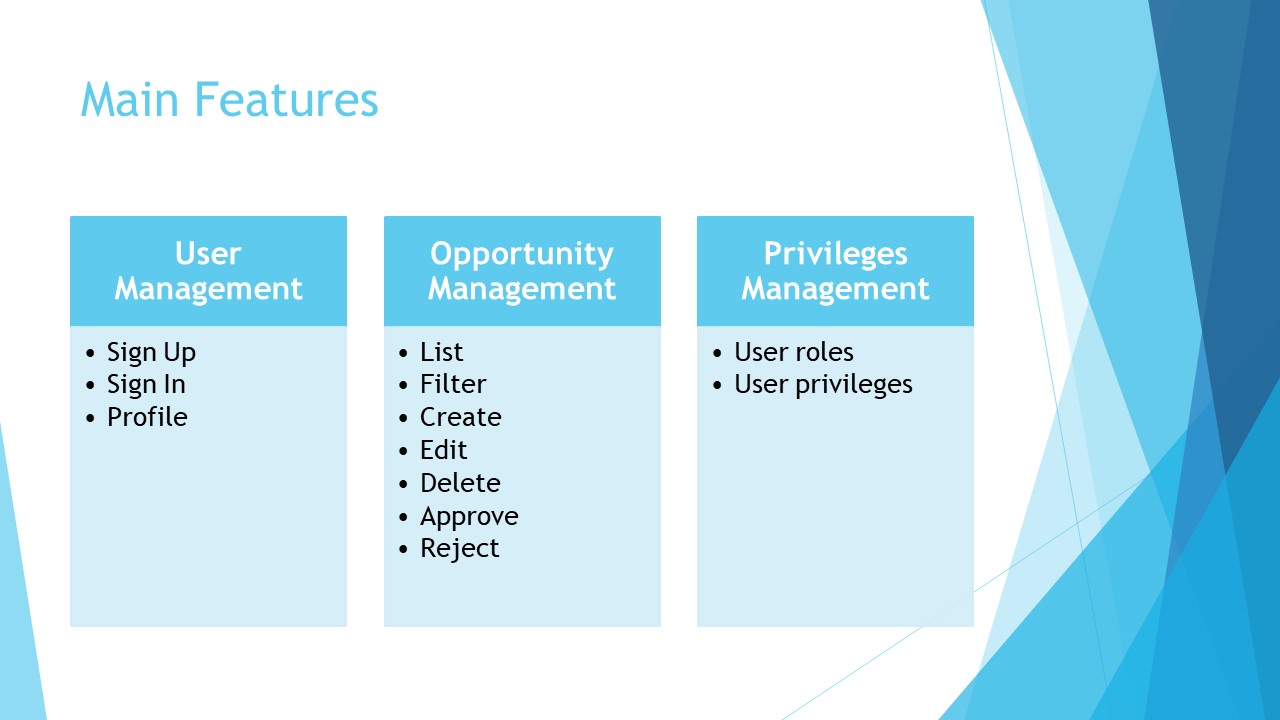 Main Features
User
Management
• Sign Up
• Sign In
• Profile
Opportunity
Management
• List
• Filter
• Create
• Edit
• Delete
• Approve
• Reject
Privileges
Management
• User roles
• User privileges